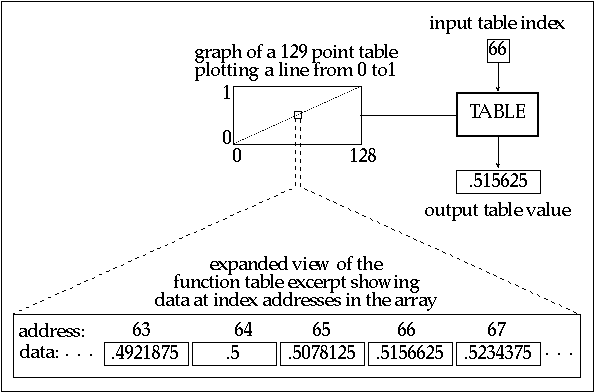 input table index
66
graph of a 129 point table
plotting a line from 0 to1
1
TABLE
0
0 128
.515625
output table value
expanded view of the
function table excerpt showing
data at index addresses in the array
address: 63 64 65 66 67
data: . . . .4921875 .5 .5078125 .5156625 .5234375 . . .